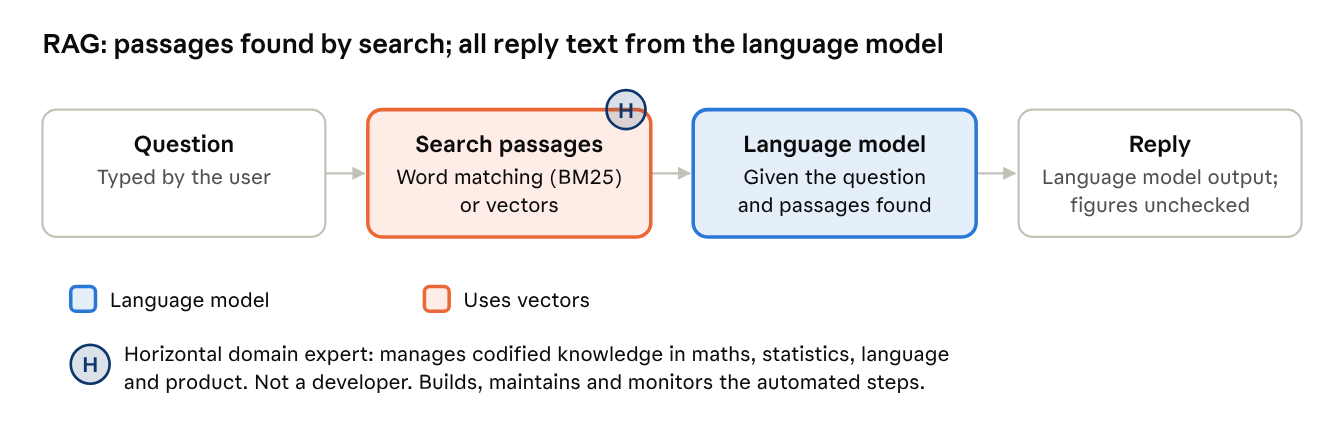 RAG: passages found by search; all reply text from the language model
H
Question
Typed by the user
Search passages
Word matching (BM25)
or vectors
Language model
Given the question
and passages found
Reply
Language model output;
figures unchecked
Language model
Uses vectors
H
Horizontal domain expert: manages codified knowledge in maths, statistics, language
and product. Not a developer. Builds, maintains and monitors the automated steps.